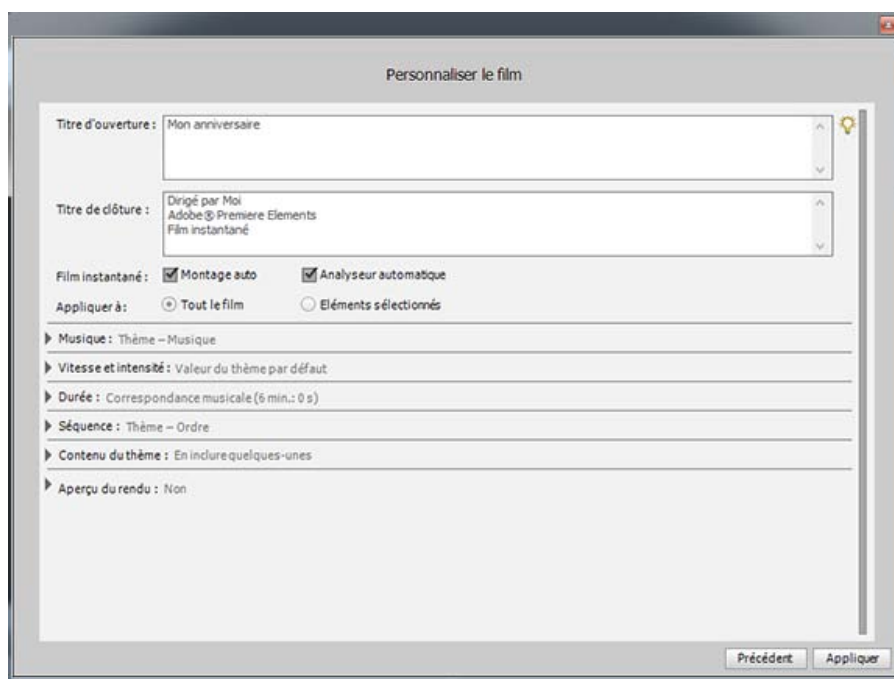 Personnaliser le film
Titre d'ouverture : Mon anniversaire
Titre de clôture : Dirigé par Moi
Adobe® Premiere Elements
Film instantané
Film instantané : Montage auto Analyseur automatique
Appliquer à : Tout le film Eléments sélectionnés
Musique : Thème – Musique
Vitesse et intensité : Valeur du thème par défaut
Durée : Correspondance musicale (6 min.: 0 s)
Séquence : Thème – Ordre
Contenu du thème : En inclure quelques-unes
Aperçu du rendu : Non
Précédent Appliquer